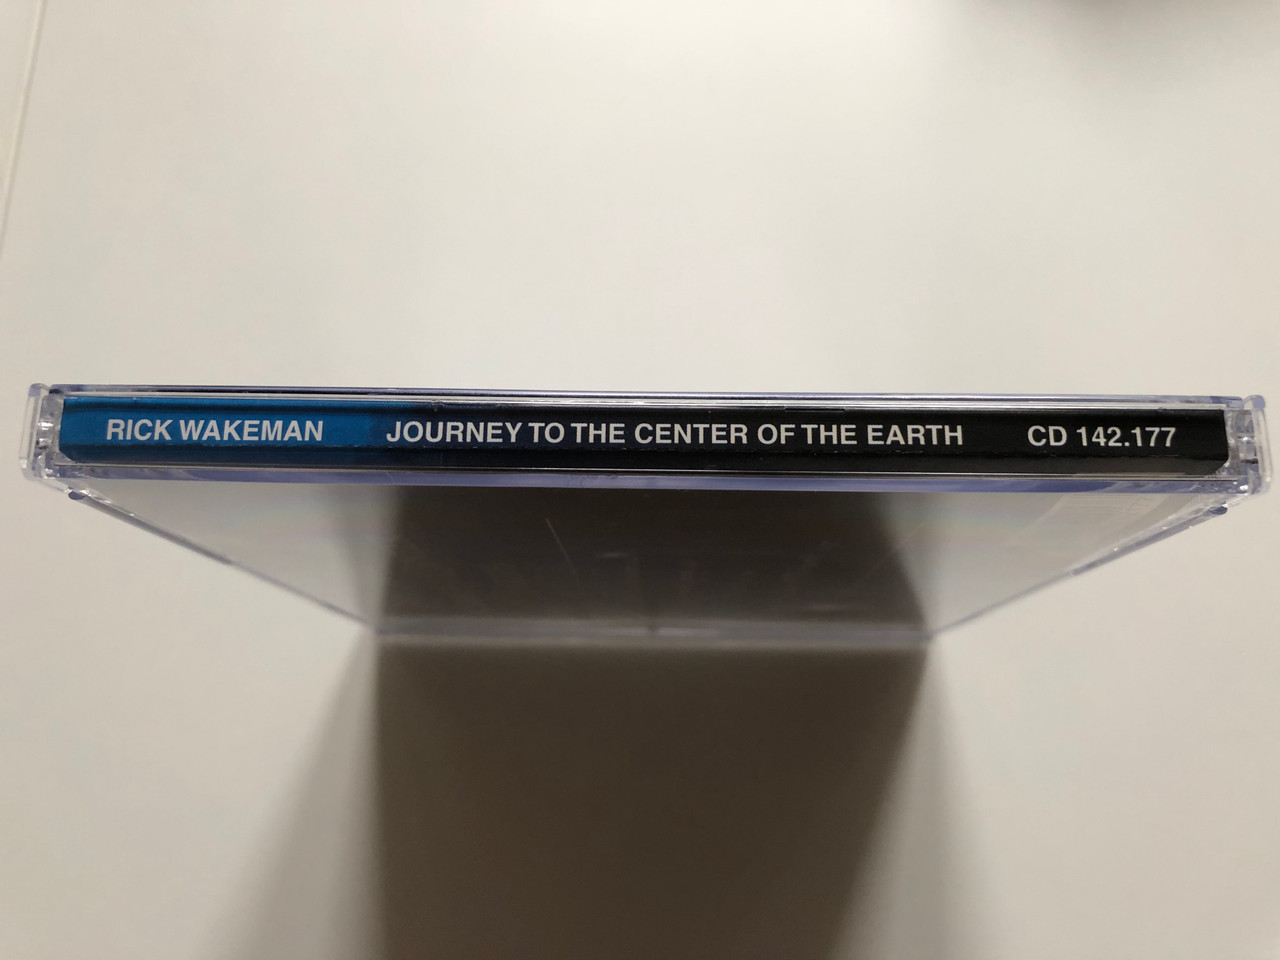 RICK WAKEMAN JOURNEY TO THE CENTER OF THE EARTH CD 142.177